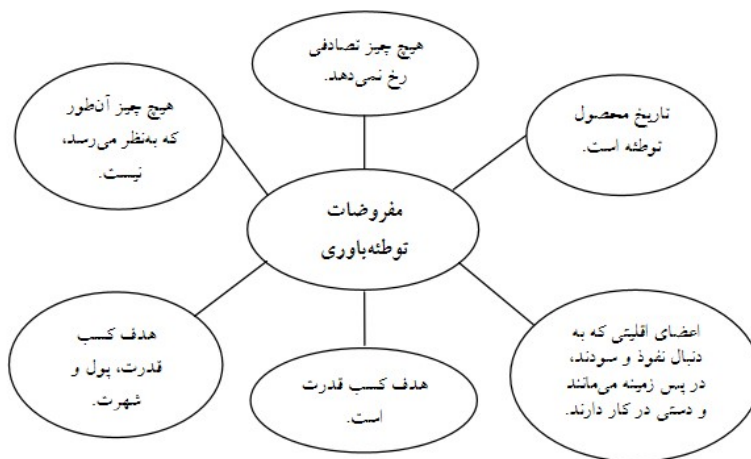 هیچ چیز تصادفی
رخ نمی‌دهد.
تاریخ محصول
توطئه است.
هیچ چیز آن‌طور
که به‌نظر می‌رسد،
نیست.
مفروضات
توطئه‌باوری
اعضای اقلیتی که به
دنبال نفوذ و سودند،
در پس زمینه می‌مانند
و دستی در کار دارند.
هدف کسب قدرت
است.
هدف کسب
قدرت، پول و
شهرت.